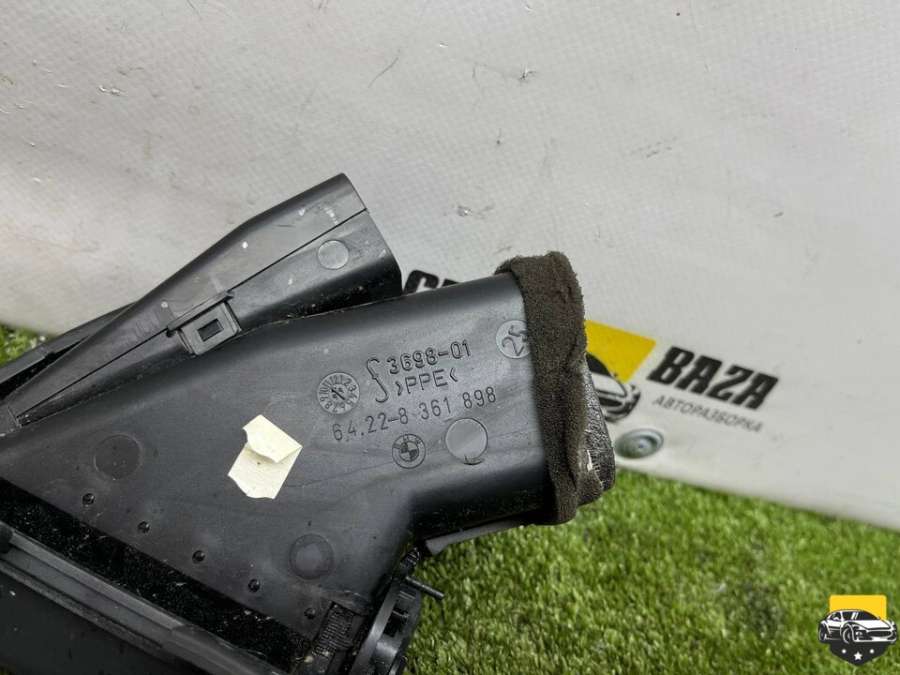 3698-01
>PPE<
64.22-8 361 898
BAZA
АВТОРАЗБОРКА